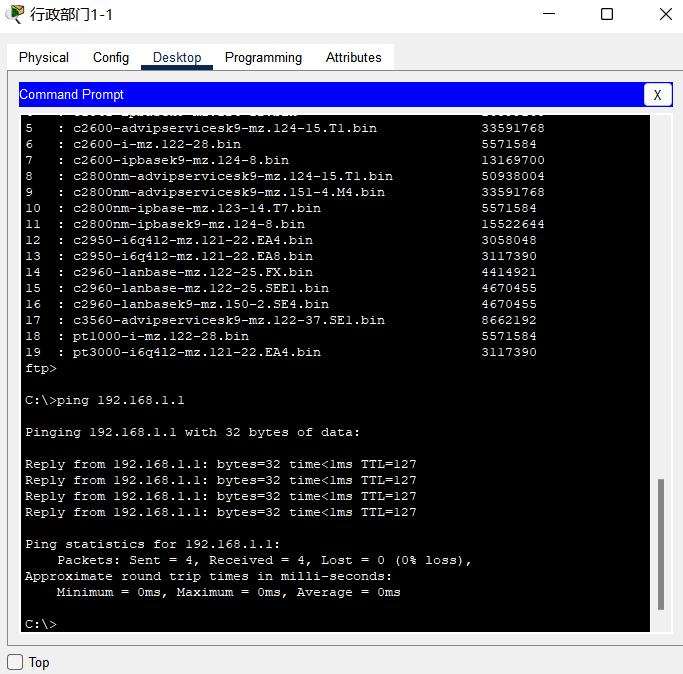 行政部门1-1
Physical Config Desktop Programming Attributes
Command Prompt X
5 : c2600-advipservicesk9-mz.124-15.T1.bin 33591768
6 : c2600-i-mz.122-28.bin 5571584
7 : c2600-ipbasek9-mz.124-8.bin 13169700
8 : c2800nm-advipservicesk9-mz.124-15.T1.bin 50938004
9 : c2800nm-advipservicesk9-mz.151-4.M4.bin 33591768
10 : c2800nm-ipbase-mz.123-14.T7.bin 5571584
11 : c2800nm-ipbasek9-mz.124-8.bin 15522644
12 : c2950-i6q4l2-mz.121-22.EA4.bin 3058048
13 : c2950-i6q4l2-mz.121-22.EA8.bin 3117390
14 : c2960-lanbase-mz.122-25.FX.bin 4414921
15 : c2960-lanbase-mz.122-25.SEE1.bin 4670455
16 : c2960-lanbasek9-mz.150-2.SE4.bin 4670455
17 : c3560-advipservicesk9-mz.122-37.SE1.bin 8662192
18 : pt1000-i-mz.122-28.bin 5571584
19 : pt3000-i6q4l2-mz.121-22.EA4.bin 3117390
ftp>
C:\>ping 192.168.1.1
Pinging 192.168.1.1 with 32 bytes of data:
Reply from 192.168.1.1: bytes=32 time<1ms TTL=127
Reply from 192.168.1.1: bytes=32 time<1ms TTL=127
Reply from 192.168.1.1: bytes=32 time<1ms TTL=127
Reply from 192.168.1.1: bytes=32 time<1ms TTL=127
Ping statistics for 192.168.1.1:
Packets: Sent = 4, Received = 4, Lost = 0 (0% loss),
Approximate round trip times in milli-seconds:
Minimum = 0ms, Maximum = 0ms, Average = 0ms
C:\>
Top